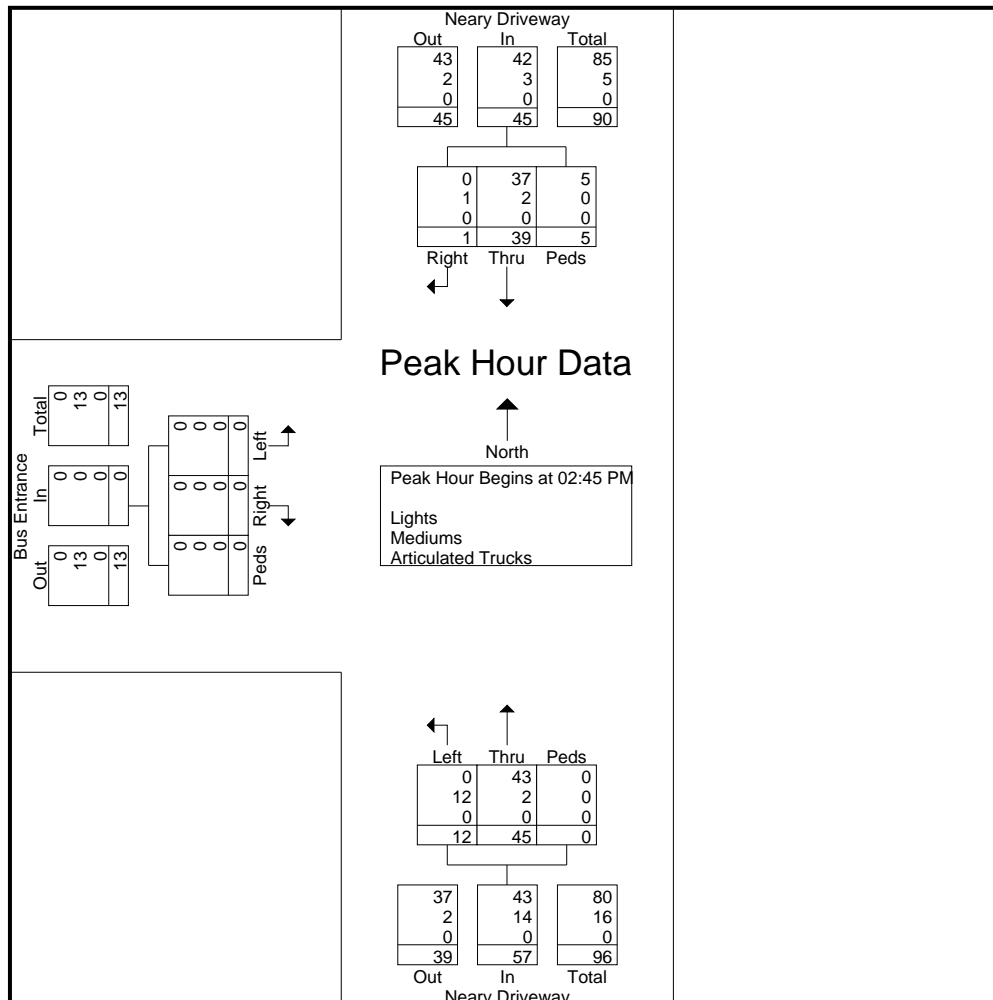 Neary Driveway
Out In Total
43 42 85
2 3 5
0 0 0
45 45 90
0 37 5
1 2 0
0 0 0
1 39 5
Right Thru Peds
Peak Hour Data
North
Peak Hour Begins at 02:45 PM
Lights
Mediums
Articulated Trucks
Bus Entrance
Out In Total
0 0 0
13 0 13
0 0 0
13 0 13
Peds Right Left
0 0 0
0 0 0
0 0 0
0 0 0
Left Thru Peds
0 43 0
12 2 0
0 0 0
12 45 0
37 43 80
2 14 16
0 0 0
39 57 96
Out In Total
Neary Driveway